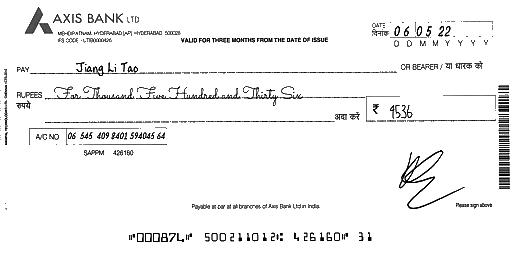 AXIS BANK LTD
MEHDIPATNAM, HYDERABAD [AP] HYDERABAD 500028
IFS CODE - UTIB0000426
VALID FOR THREE MONTHS FROM THE DATE OF ISSUE
DATE
दिनांक 06 05 22
D D M M Y Y Y Y
PAY Jiang Li Tao OR BEARER / या धारक को
RUPEES For Thousand Five Hundred and Thirty Six
रुपये अदा करें ₹ 4536
A/C NO 06 545 409 8401 594045 64
SAPPM 426160
Payable at par at all branches of Axis Bank Ltd in India.
Please sign above
"000874" 500211012: 426160" 31